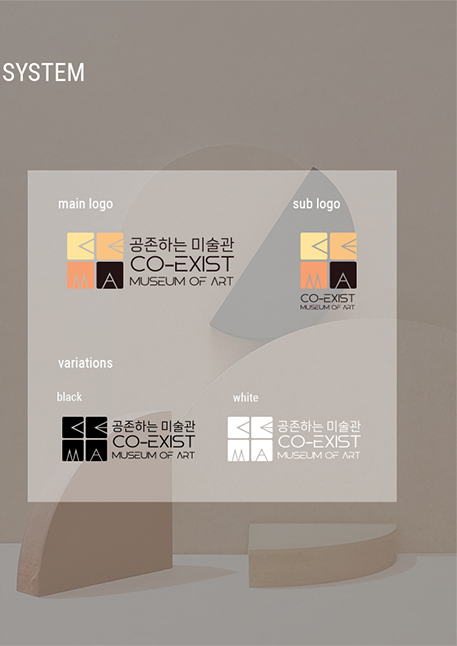 SYSTEM
main logo
sub logo
C E
M A
공존하는 미술관
CO-EXIST
MUSEUM OF ART
C E
M A
CO-EXIST
MUSEUM OF ART
variations
black
white
C E
M A
공존하는 미술관
CO-EXIST
MUSEUM OF ART
C E
M A
공존하는 미술관
CO-EXIST
MUSEUM OF ART